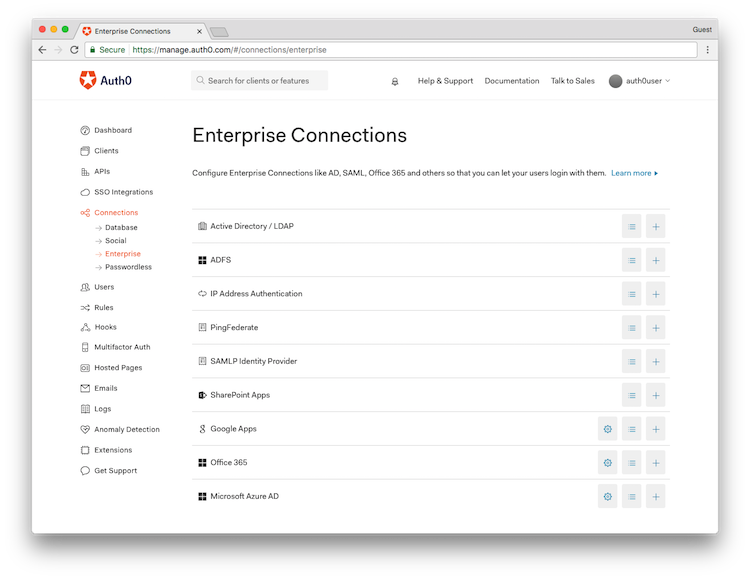 Enterprise Connections
Guest
Secure
https://manage.auth0.com/#/connections/enterprise
Auth0
Search for clients or features
Help & Support
Documentation
Talk to Sales
auth0user
Dashboard
Clients
APIs
SSO Integrations
Connections
Database
Social
Enterprise
Passwordless
Users
Rules
Hooks
Multifactor Auth
Hosted Pages
Emails
Logs
Anomaly Detection
Extensions
Get Support
Enterprise Connections
Configure Enterprise Connections like AD, SAML, Office 365 and others so that you can let your users login with them. Learn more
Active Directory / LDAP
ADFS
IP Address Authentication
PingFederate
SAMLP Identity Provider
SharePoint Apps
Google Apps
Office 365
Microsoft Azure AD